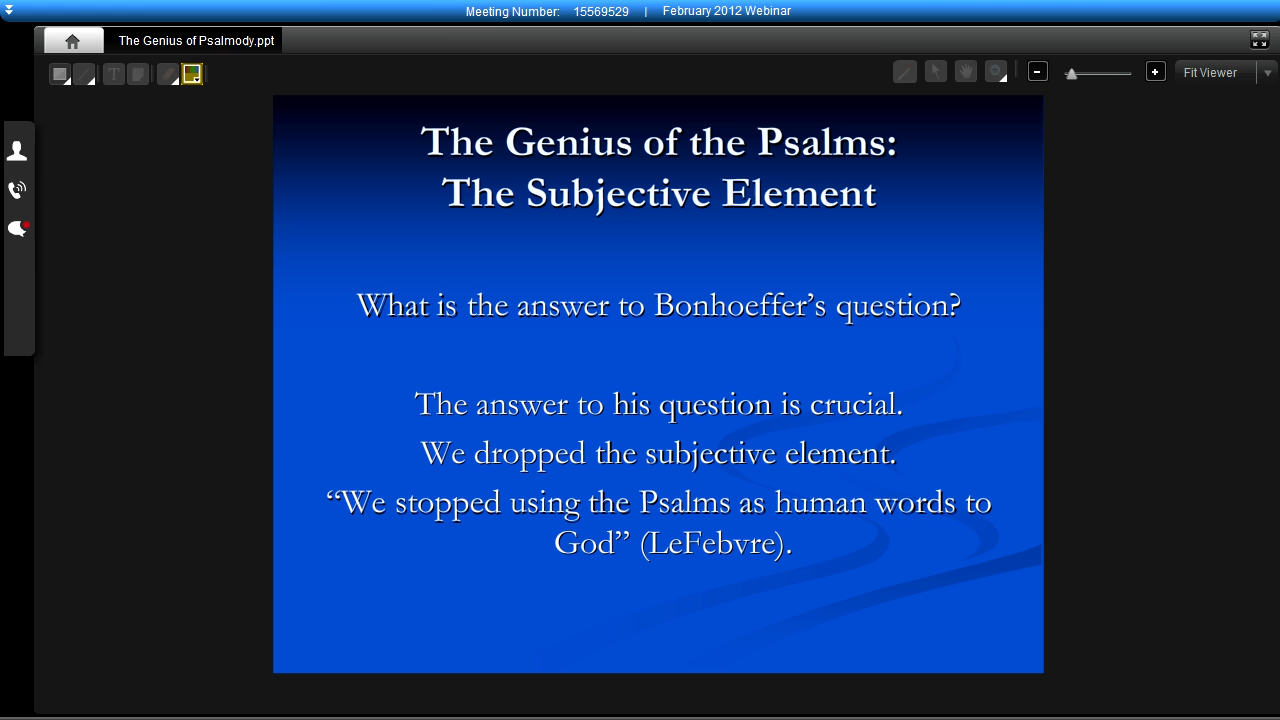 Meeting Number: 15569529 | February 2012 Webinar
The Genius of Psalmody.ppt
T
Fit Viewer
The Genius of the Psalms:
The Subjective Element
What is the answer to Bonhoeffer’s question?
The answer to his question is crucial.
We dropped the subjective element.
“We stopped using the Psalms as human words to
God” (LeFebvre).